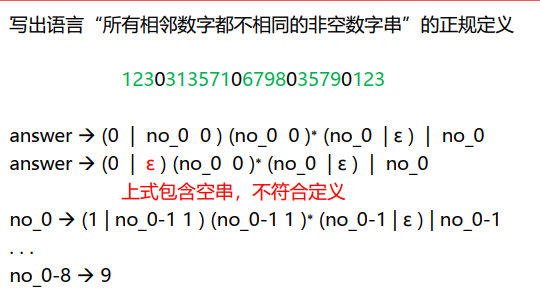 写出语言“所有相邻数字都不相同的非空数字串”的正规定义
123031357106798035790123
answer → (0 | no_0 0 ) (no_0 0 )* (no_0 | ε ) | no_0
answer → (0 | ε ) (no_0 0 )* (no_0 | ε ) | no_0
上式包含空串，不符合定义
no_0 → (1 | no_0-1 1 ) (no_0-1 1 )* (no_0-1 | ε ) | no_0-1
. . .
no_0-8 → 9